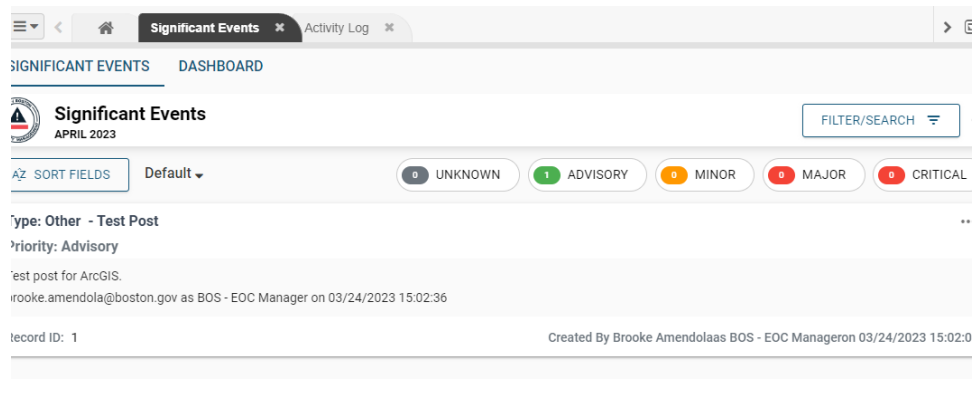 Significant Events Activity Log
SIGNIFICANT EVENTS DASHBOARD
Significant Events
APRIL 2023
FILTER/SEARCH
AZ SORT FIELDS Default 0 UNKNOWN 1 ADVISORY 0 MINOR 0 MAJOR 0 CRITICAL
Type: Other - Test Post
Priority: Advisory
Test post for ArcGIS.
brooke.amendola@boston.gov as BOS - EOC Manager on 03/24/2023 15:02:36
Record ID: 1 Created By Brooke Amendolaas BOS - EOC Manageron 03/24/2023 15:02:0